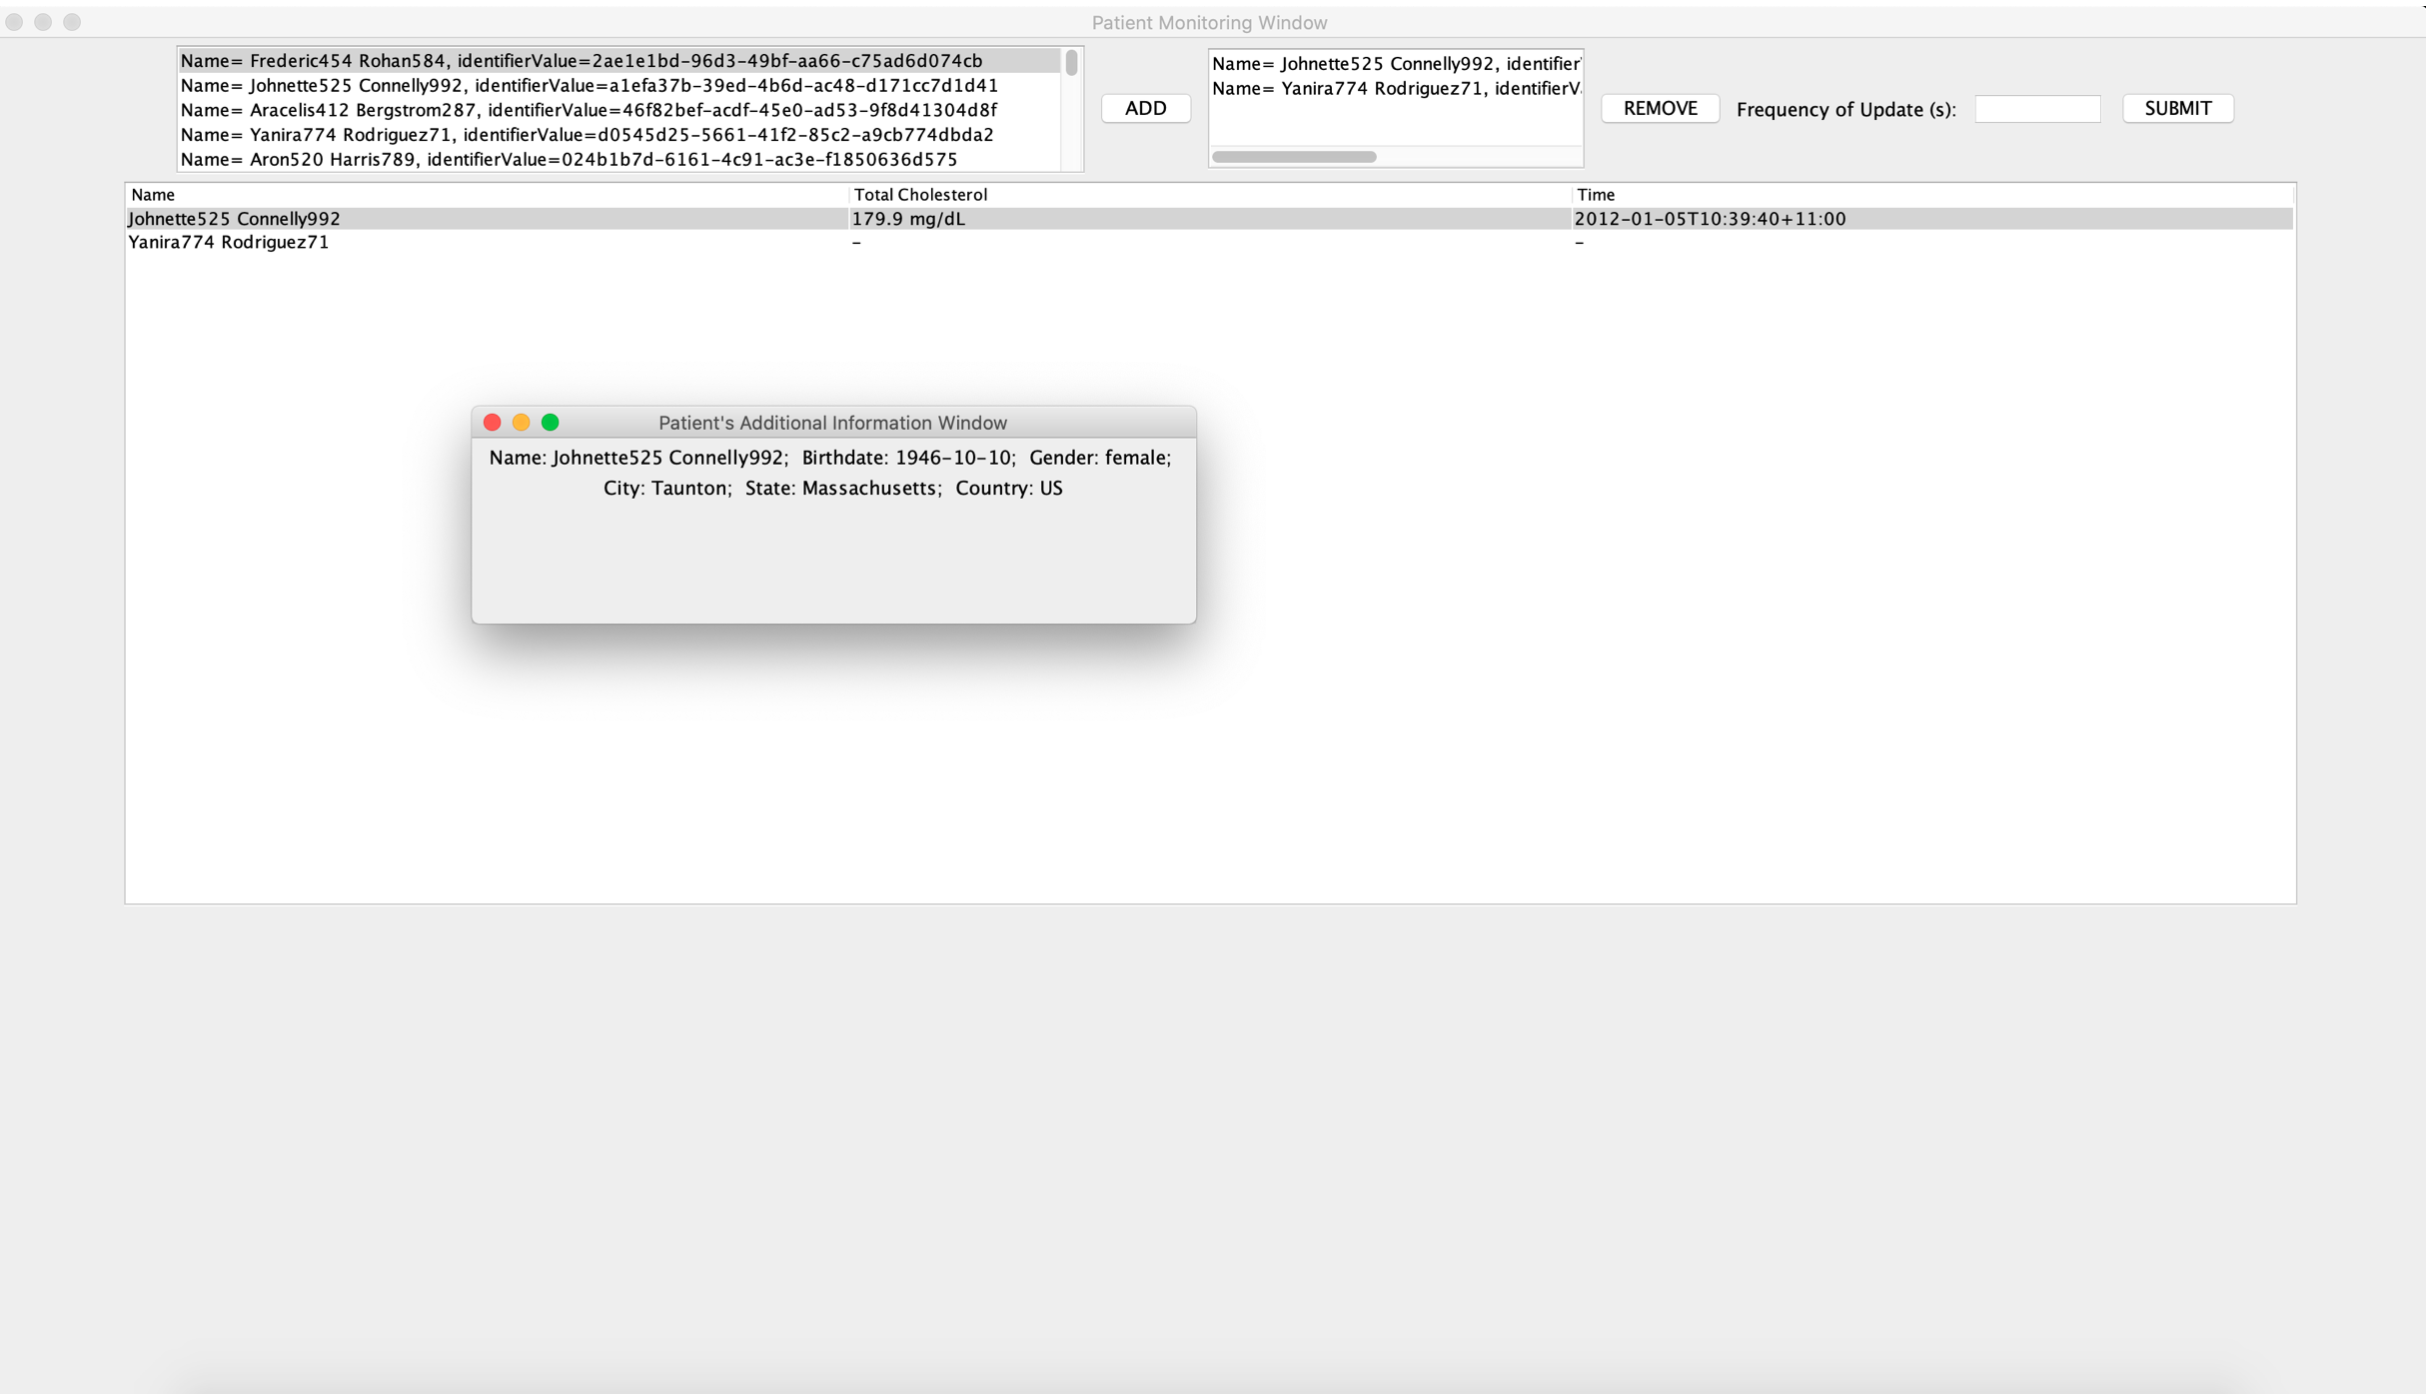 Patient Monitoring Window
Name= Frederic454 Rohan584, identifierValue=2ae1e1bd-96d3-49bf-aa66-c75ad6d074cb
Name= Johnette525 Connelly992, identifierValue=a1efa37b-39ed-4b6d-ac48-d171cc7d1d41
Name= Aracelis412 Bergstrom287, identifierValue=46f82bef-acdf-45e0-ad53-9f8d41304d8f
Name= Yanira774 Rodriguez71, identifierValue=d0545d25-5661-41f2-85c2-a9cb774dbda2
Name= Aron520 Harris789, identifierValue=024b1b7d-6161-4c91-ac3e-f1850636d575
ADD
Name= Johnette525 Connelly992, identifier
Name= Yanira774 Rodriguez71, identifierV
REMOVE
Frequency of Update (s):
SUBMIT
Name Total Cholesterol Time
Johnette525 Connelly992 179.9 mg/dL 2012-01-05T10:39:40+11:00
Yanira774 Rodriguez71 - -
Patient's Additional Information Window
Name: Johnette525 Connelly992; Birthdate: 1946-10-10; Gender: female;
City: Taunton; State: Massachusetts; Country: US